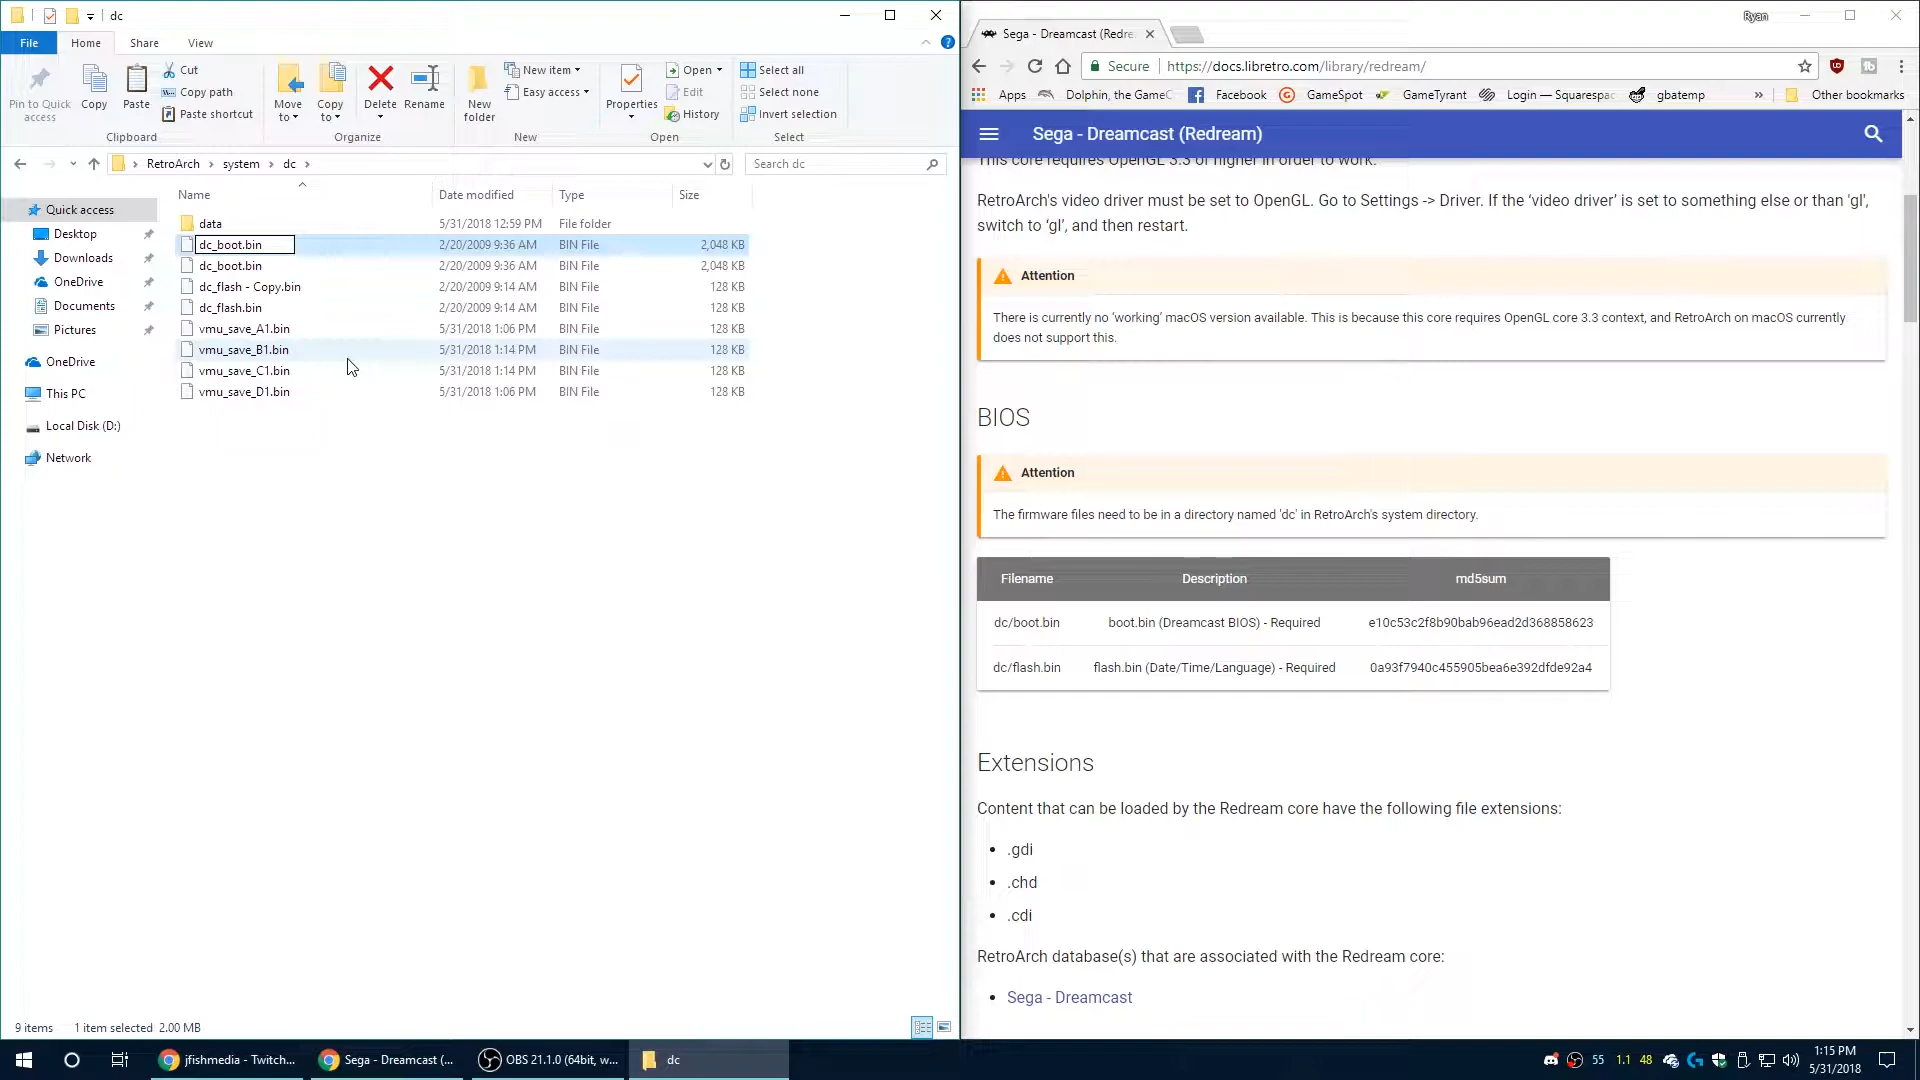 dc
File
Home
Share
View
Pin to Quick
access
Copy
Paste
Cut
Copy path
Paste shortcut
Clipboard
Move
to
Copy
to
Delete
Rename
Organize
New
folder
New item
Easy access
New
Properties
Open
Edit
History
Open
Select all
Select none
Invert selection
Select
RetroArch
system
dc
Search dc
Name
Date modified
Type
Size
Quick access
Desktop
Downloads
OneDrive
Documents
Pictures
OneDrive
This PC
Local Disk (D:)
Network
data 5/31/2018 12:59 PM File folder
dc_boot.bin 2/20/2009 9:36 AM BIN File 2,048 KB
dc_boot.bin 2/20/2009 9:36 AM BIN File 2,048 KB
dc_flash - Copy.bin 2/20/2009 9:14 AM BIN File 128 KB
dc_flash.bin 2/20/2009 9:14 AM BIN File 128 KB
vmu_save_A1.bin 5/31/2018 1:06 PM BIN File 128 KB
vmu_save_B1.bin 5/31/2018 1:14 PM BIN File 128 KB
vmu_save_C1.bin 5/31/2018 1:14 PM BIN File 128 KB
vmu_save_D1.bin 5/31/2018 1:06 PM BIN File 128 KB
9 items 1 item selected 2.00 MB
Ryan
Sega - Dreamcast (Redre
Secure https://docs.libretro.com/library/redream/
Apps Dolphin, the GameC Facebook GameSpot GameTyrant Login — Squarespac gbatemp » Other bookmarks
Sega - Dreamcast (Redream)
This core requires OpenGL 3.3 or higher in order to work.
RetroArch's video driver must be set to OpenGL. Go to Settings -> Driver. If the ‘video driver’ is set to something else or than 'gl',
switch to ‘gl’, and then restart.
Attention
There is currently no ‘working’ macOS version available. This is because this core requires OpenGL core 3.3 context, and RetroArch on macOS currently
does not support this.
BIOS
Attention
The firmware files need to be in a directory named 'dc' in RetroArch's system directory.
Filename Description md5sum
dc/boot.bin boot.bin (Dreamcast BIOS) - Required e10c53c2f8b90bab96ead2d368858623
dc/flash.bin flash.bin (Date/Time/Language) - Required 0a93f7940c455905bea6e392dfde92a4
Extensions
Content that can be loaded by the Redream core have the following file extensions:
.gdi
.chd
.cdi
RetroArch database(s) that are associated with the Redream core:
Sega - Dreamcast
jfishmedia - Twitch...
Sega - Dreamcast (...
OBS 21.1.0 (64bit, w...
dc
55 1.1 48
1:15 PM
5/31/2018